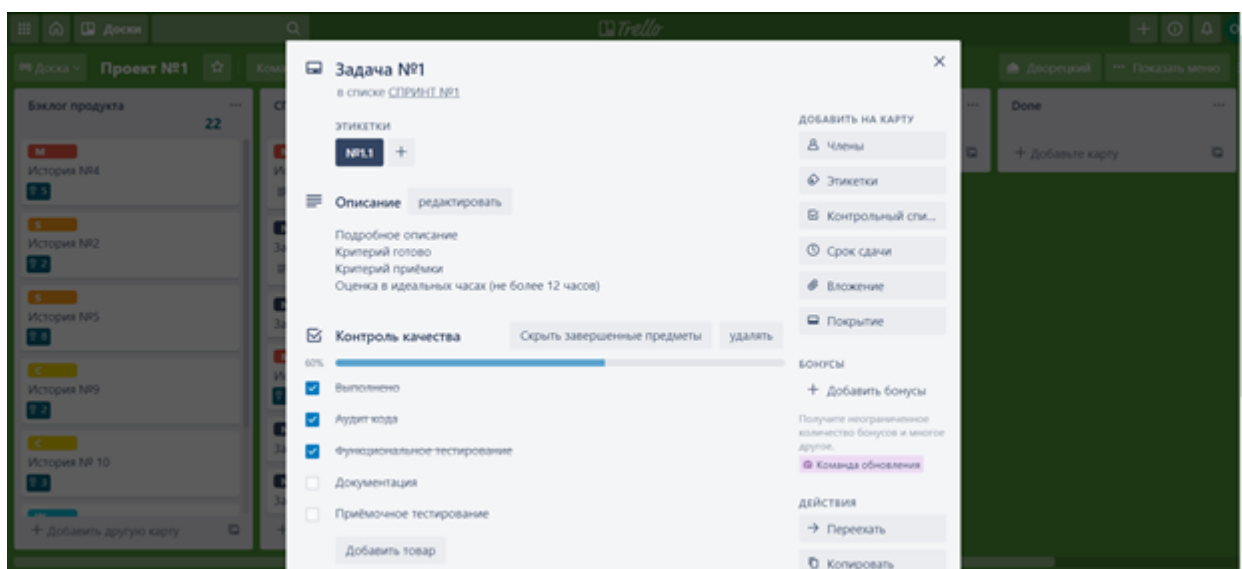 Доски
Trello
Доска
Проект №1
Дворецкий
Показать меню
Бэклог продукта
22
M
История №4
5
S
История №2
2
S
История №5
8
C
История №9
2
C
История № 10
3
+ Добавить другую карту
Задача №1
в списке СПРИНТ №1
ЭТИКЕТКИ
№1.1
+
Описание
редактировать
Подробное описание
Критерий готово
Критерий приёмки
Оценка в идеальных часах (не более 12 часов)
Контроль качества
Скрыть завершенные предметы
удалять
60%
Выполнено
Аудит кода
Функциональное тестирование
Документация
Приёмочное тестирование
Добавить товар
ДОБАВИТЬ НА КАРТУ
Члены
Этикетки
Контрольный спи...
Срок сдачи
Вложение
Покрытие
БОНУСЫ
+ Добавить бонусы
Получите неограниченное
количество бонусов и многое
другое.
Команда обновления
ДЕЙСТВИЯ
Переехать
Копировать
Done
+ Добавьте карту